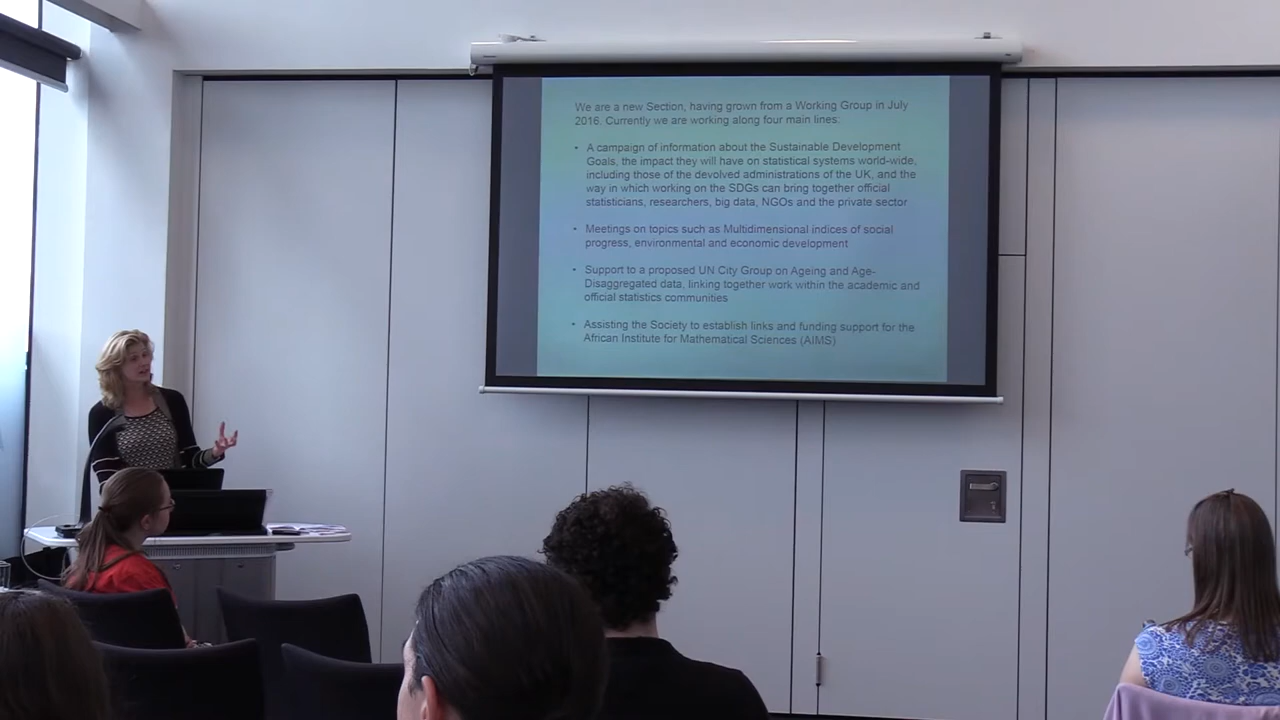 We are a new Section, having grown from a Working Group in July
2016. Currently we are working along four main lines:
• A campaign of information about the Sustainable Development
Goals, the impact they will have on statistical systems world-wide,
including those of the devolved administrations of the UK, and the
way in which working on the SDGs can bring together official
statisticians, researchers, big data, NGOs and the private sector
• Meetings on topics such as Multidimensional indices of social
progress, environmental and economic development
• Support to a proposed UN City Group on Ageing and Age-
Disaggregated data, linking together work within the academic and
official statistics communities
• Assisting the Society to establish links and funding support for the
African Institute for Mathematical Sciences (AIMS)